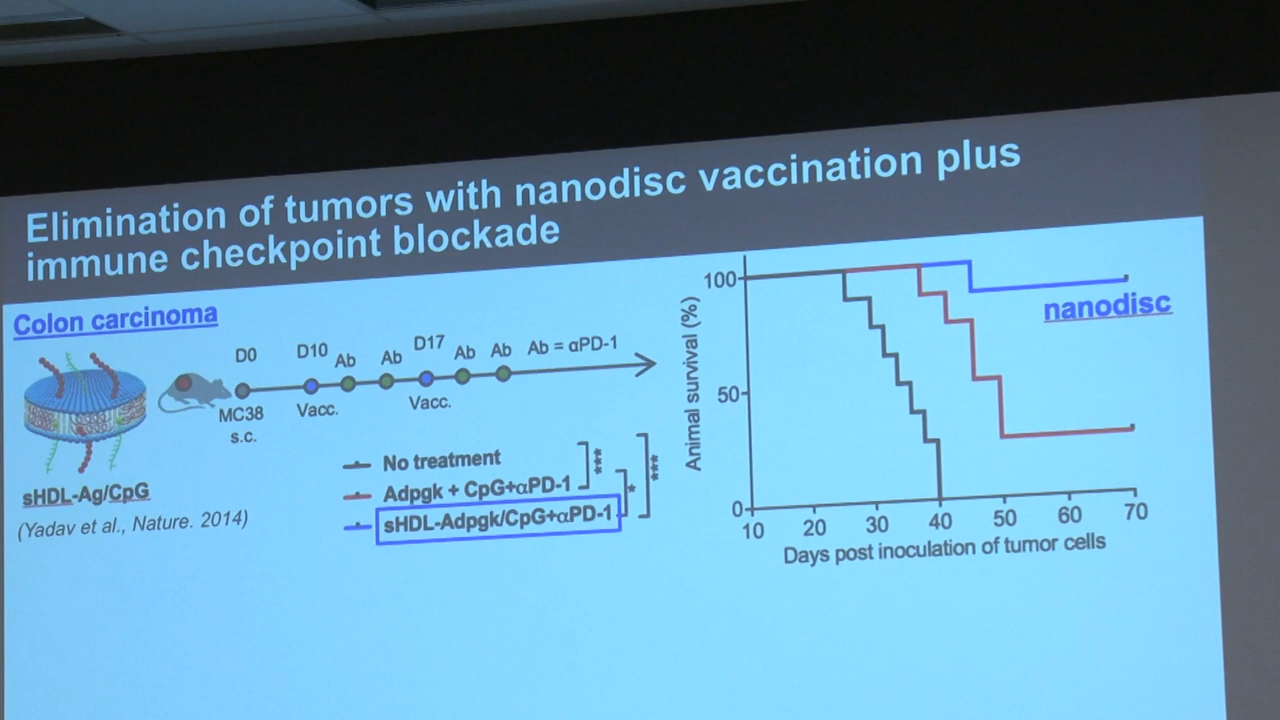 Elimination of tumors with nanodisc vaccination plus
immune checkpoint blockade
Colon carcinoma
D0
D10
Ab
Ab
D17
Ab
Ab
Ab = αPD-1
MC38
s.c.
Vacc.
Vacc.
sHDL-Ag/CpG
(Yadav et al., Nature. 2014)
No treatment
Adpgk + CpG+αPD-1
sHDL-Adpgk/CpG+αPD-1
***
*
***
Animal survival (%)
100
50
0
nanodisc
10 20 30 40 50 60 70
Days post inoculation of tumor cells